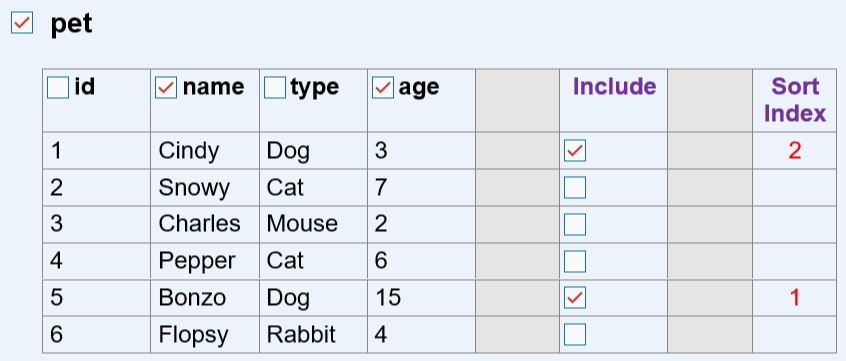 pet
id name type age Include Sort Index
1 Cindy Dog 3 2
2 Snowy Cat 7
3 Charles Mouse 2
4 Pepper Cat 6
5 Bonzo Dog 15 1
6 Flopsy Rabbit 4